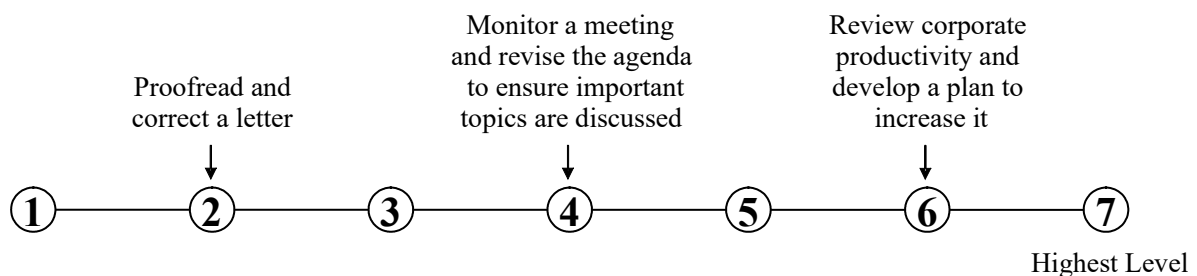 Proofread and
correct a letter
Monitor a meeting
and revise the agenda
to ensure important
topics are discussed
Review corporate
productivity and
develop a plan to
increase it
1 2 3 4 5 6 7
Highest Level